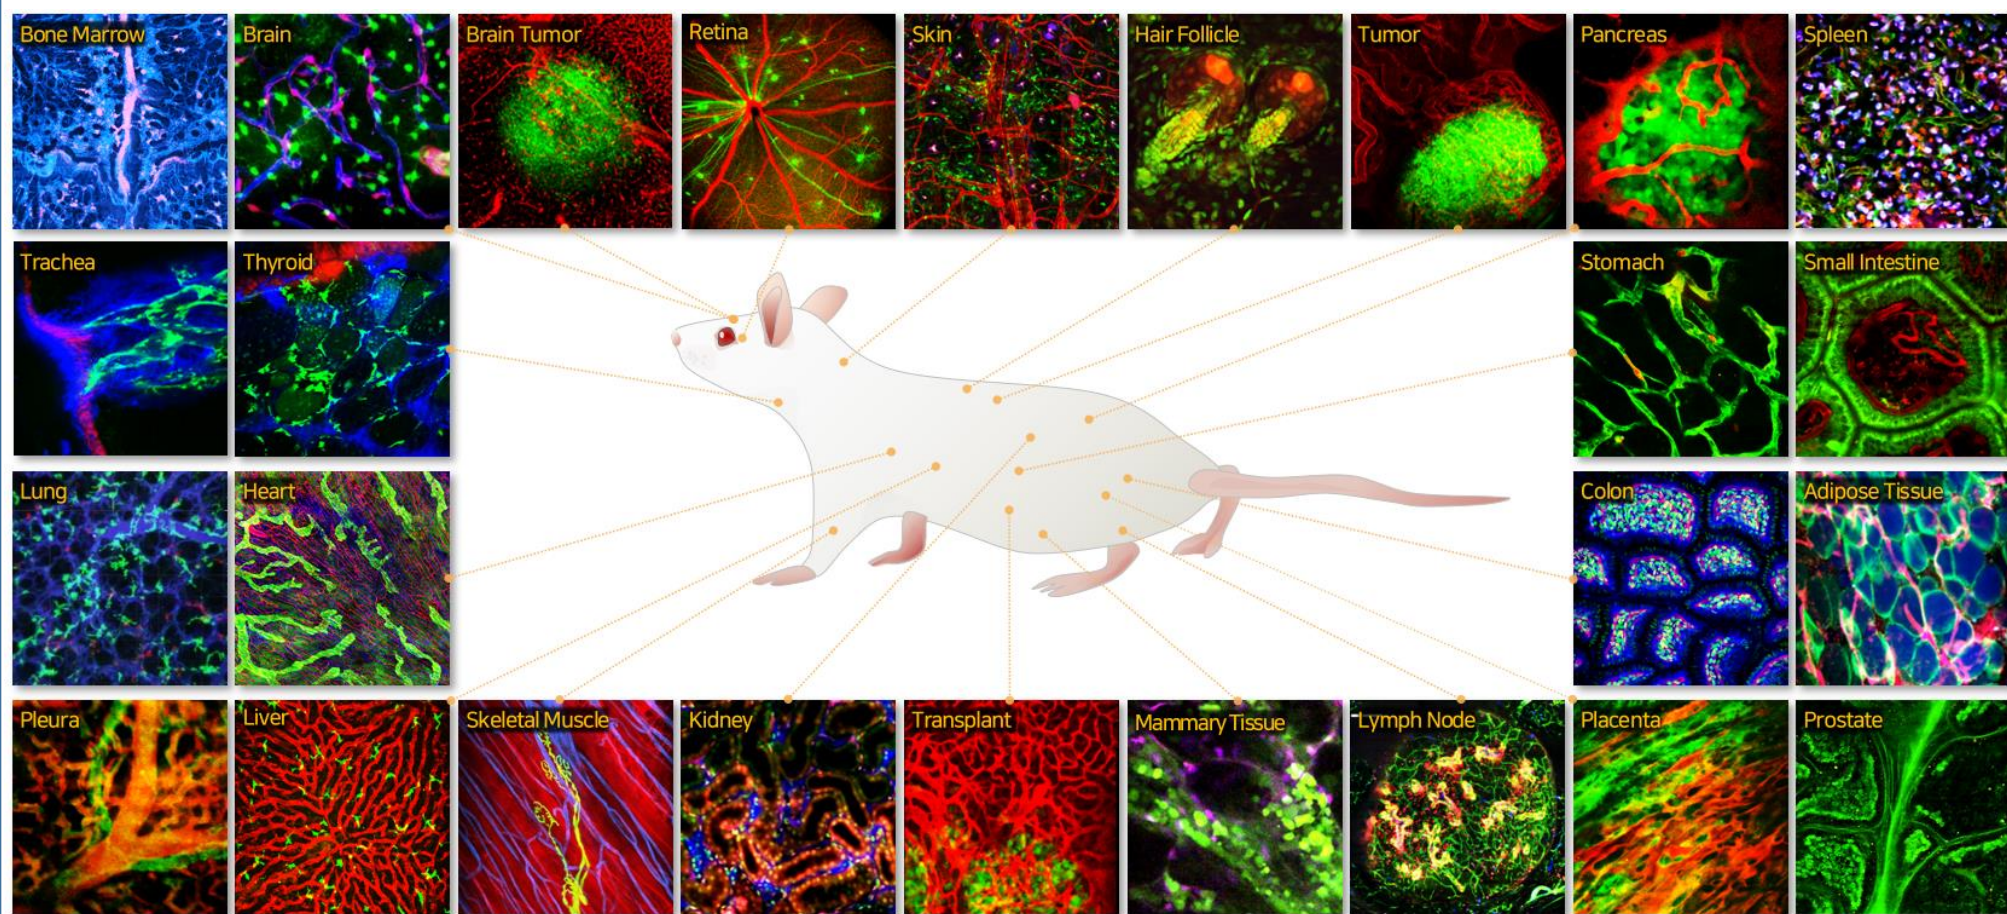 Bone Marrow
Brain
Brain Tumor
Retina
Skin
Hair Follicle
Tumor
Pancreas
Spleen
Trachea
Thyroid
Stomach
Small Intestine
Lung
Heart
Colon
Adipose Tissue
Pleura
Liver
Skeletal Muscle
Kidney
Transplant
Mammary Tissue
Lymph Node
Placenta
Prostate